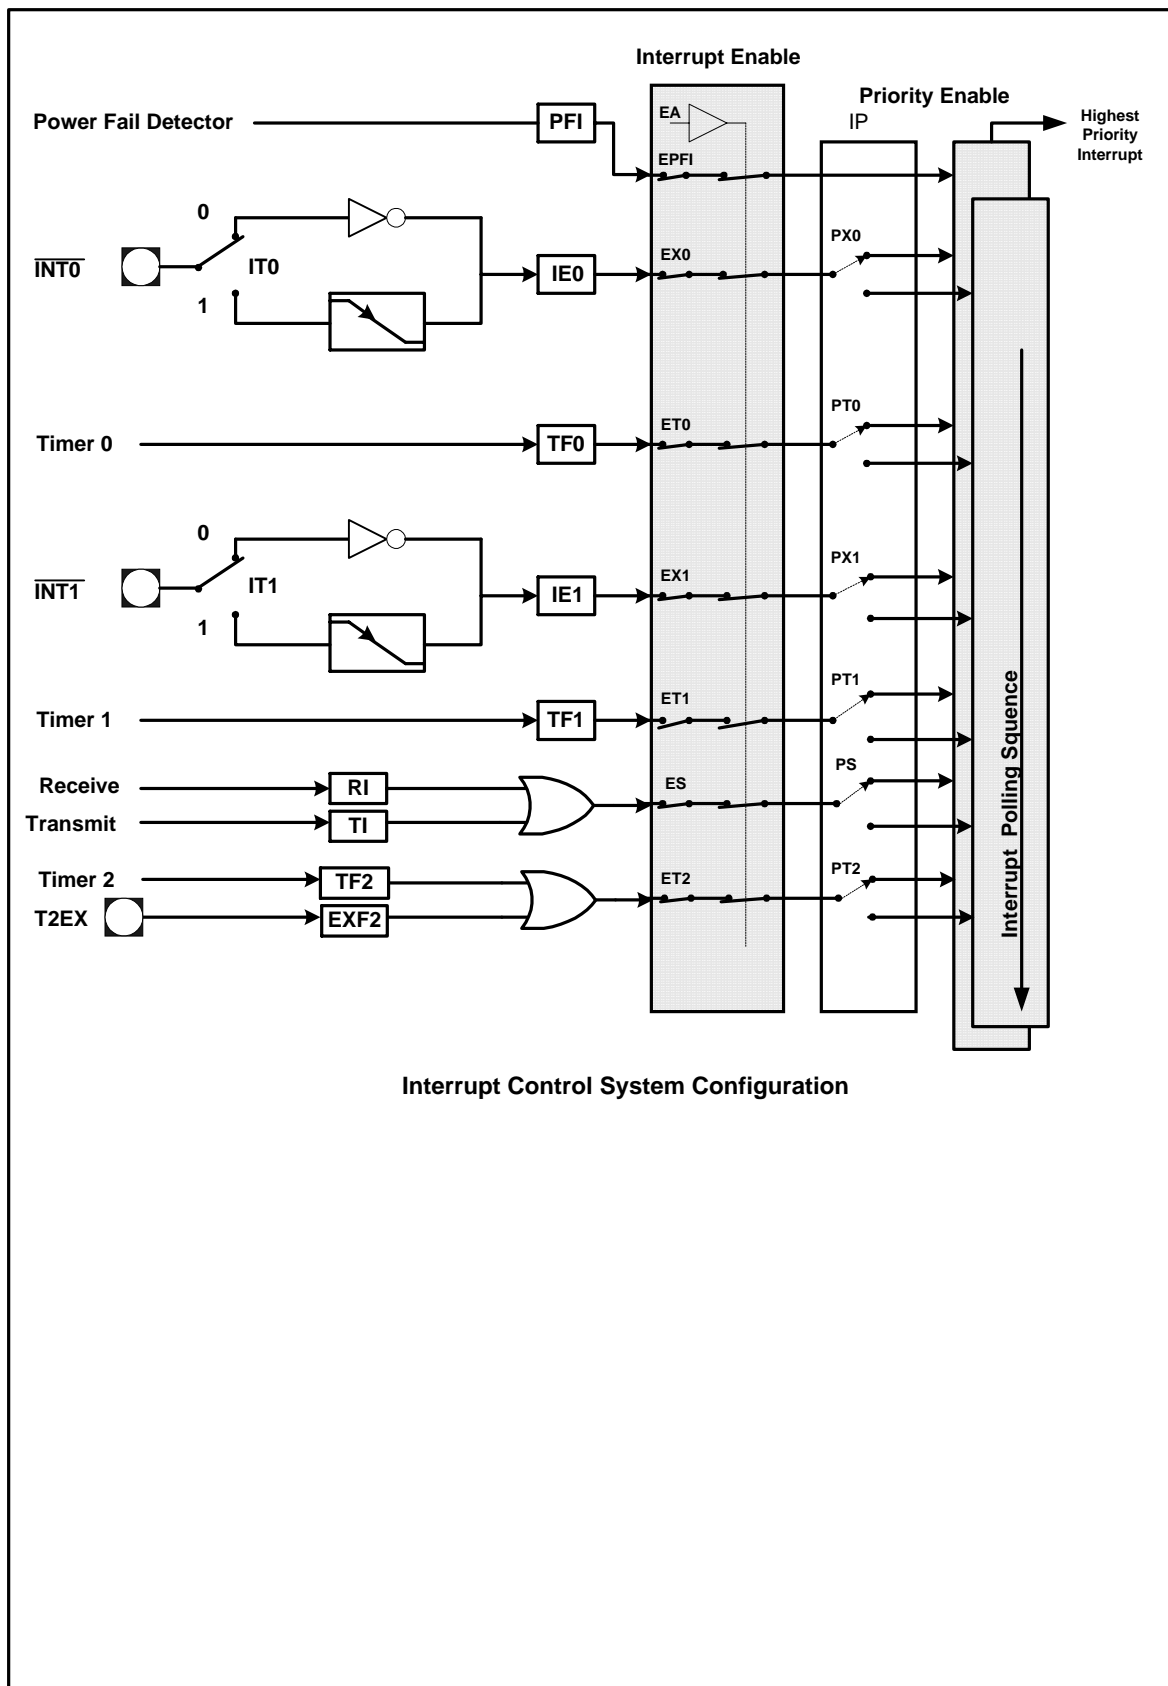 Interrupt Enable
Priority Enable
IP
Highest
Priority
Interrupt
Power Fail Detector
PFI
EA
EPFI
0
INT0
IT0
1
IE0
EX0
PX0
Timer 0
TF0
ET0
PT0
0
INT1
IT1
1
IE1
EX1
PX1
Timer 1
TF1
ET1
PT1
Receive
RI
ES
PS
Transmit
TI
Timer 2
TF2
ET2
PT2
T2EX
EXF2
Interrupt Polling Squence
Interrupt Control System Configuration